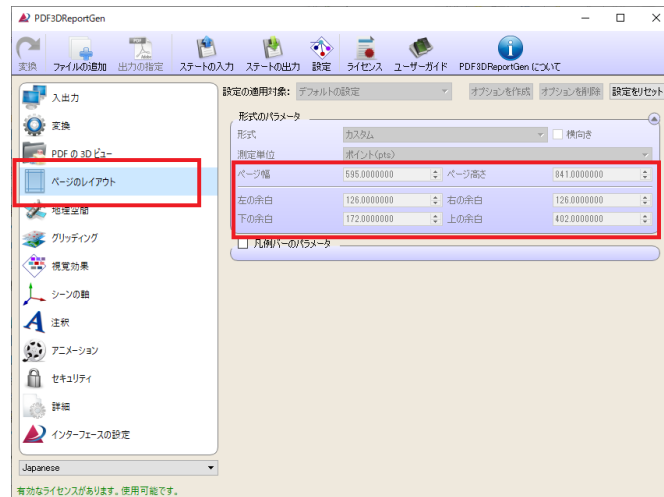 PDF3DReportGen
変換 ファイルの追加 出力の指定 ステートの入力 ステートの出力 設定 ライセンス ユーザーガイド PDF3DReportGen について
設定の適用対象: デフォルトの設定 オプションを作成 オプションを削除 設定をリセット
入出力
変換
PDF の 3D ビュー
ページのレイアウト
地理空間
グリッディング
視覚効果
シーンの軸
注釈
アニメーション
セキュリティ
詳細
インターフェースの設定
形式のパラメータ
形式 カスタム 横向き
測定単位 ポイント(pts)
ページ幅 595.0000000 ページ高さ 841.0000000
左の余白 126.0000000 右の余白 126.0000000
下の余白 172.0000000 上の余白 402.0000000
凡例バーのパラメータ
Japanese
有効なライセンスがあります。使用可能です。